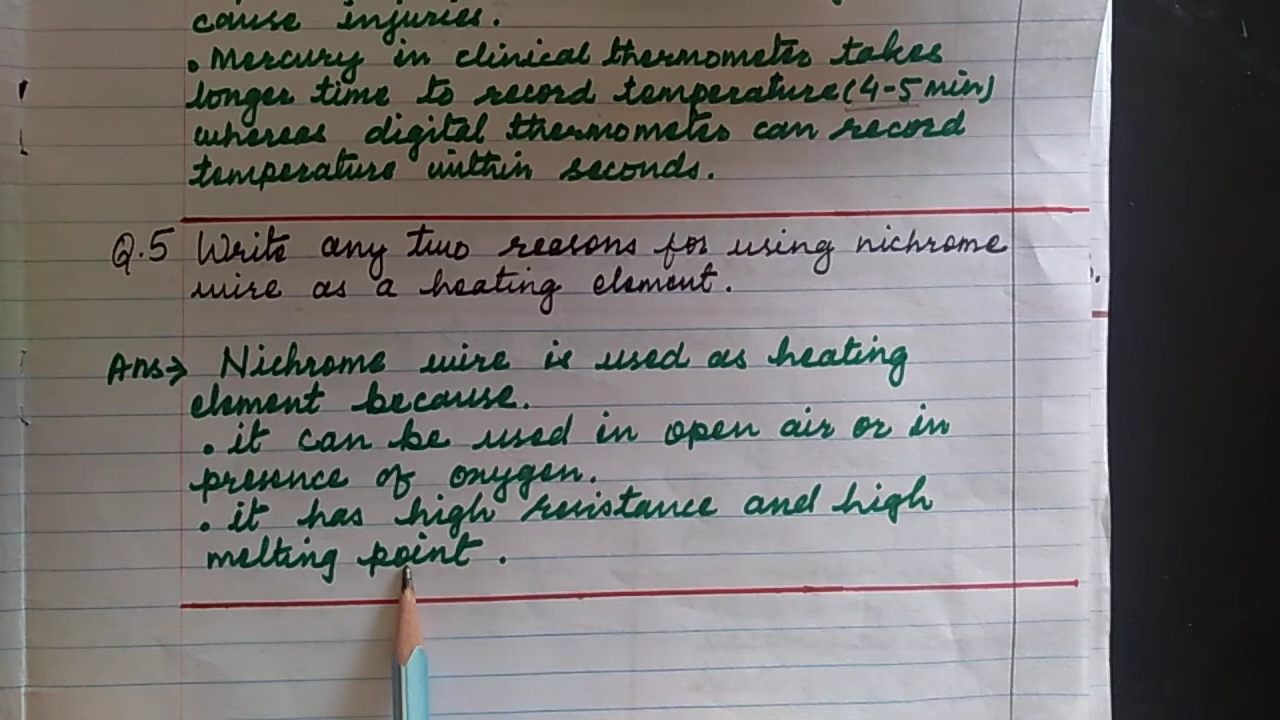 cause injuries.
• Mercury in clinical thermometer takes
longer time to record temperature (4-5 min)
whereas digital thermometer can record
temperature within seconds.
Q.5 Write any two reasons for using nichrome
wire as a heating element.
Ans→ Nichrome wire is used as heating
element because.
• it can be used in open air or in
presence of oxygen.
• it has high resistance and high
melting point.